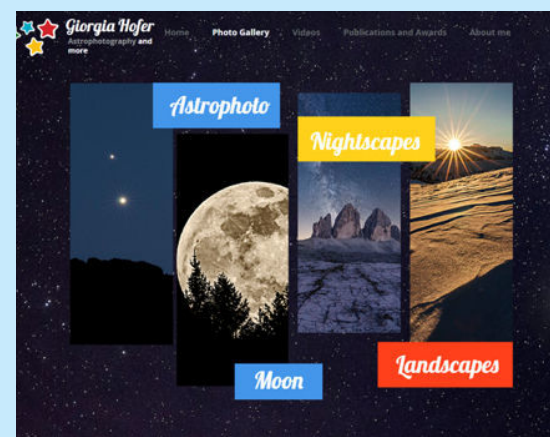 Giorgia Hofer
Astrophotography and
more
Home
Photo Gallery
Videos
Publications and Awards
About me
Astrophoto
Nightscapes
Moon
Landscapes